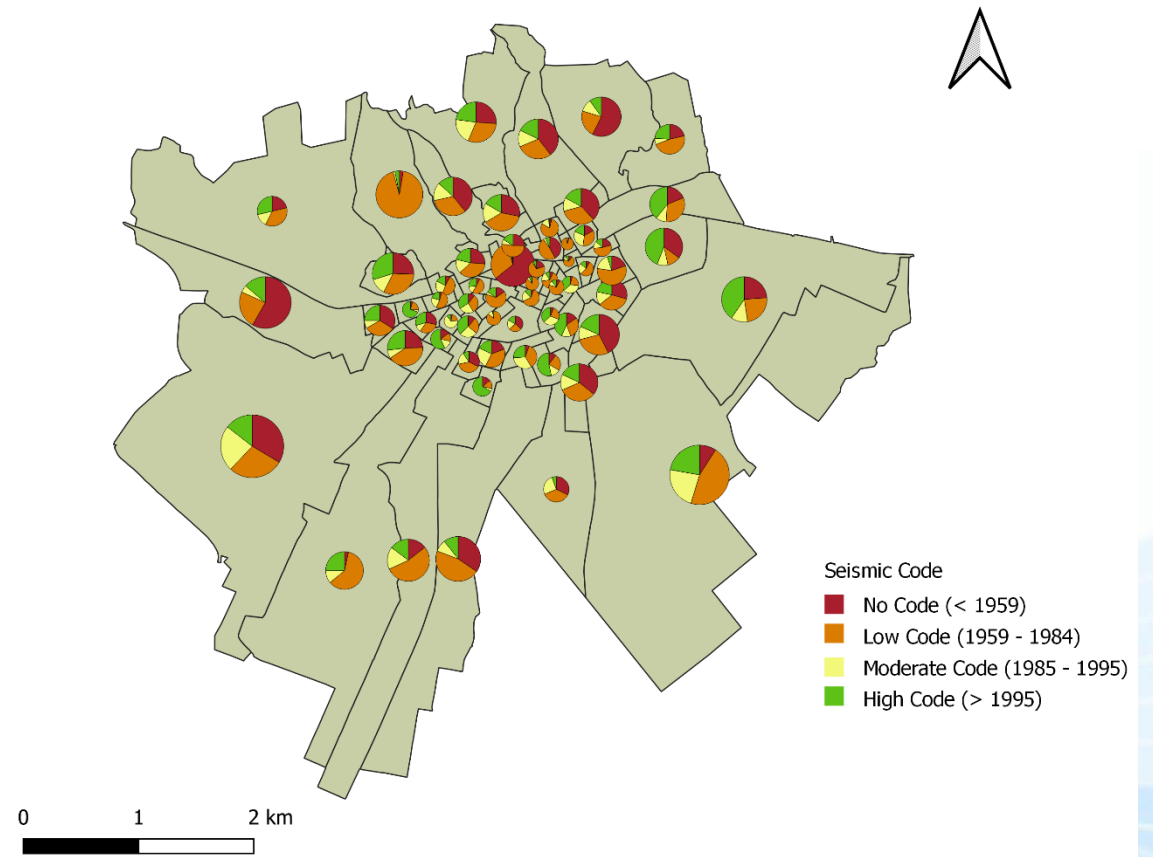 Seismic Code
No Code (< 1959)
Low Code (1959 - 1984)
Moderate Code (1985 - 1995)
High Code (> 1995)
0 1 2 km